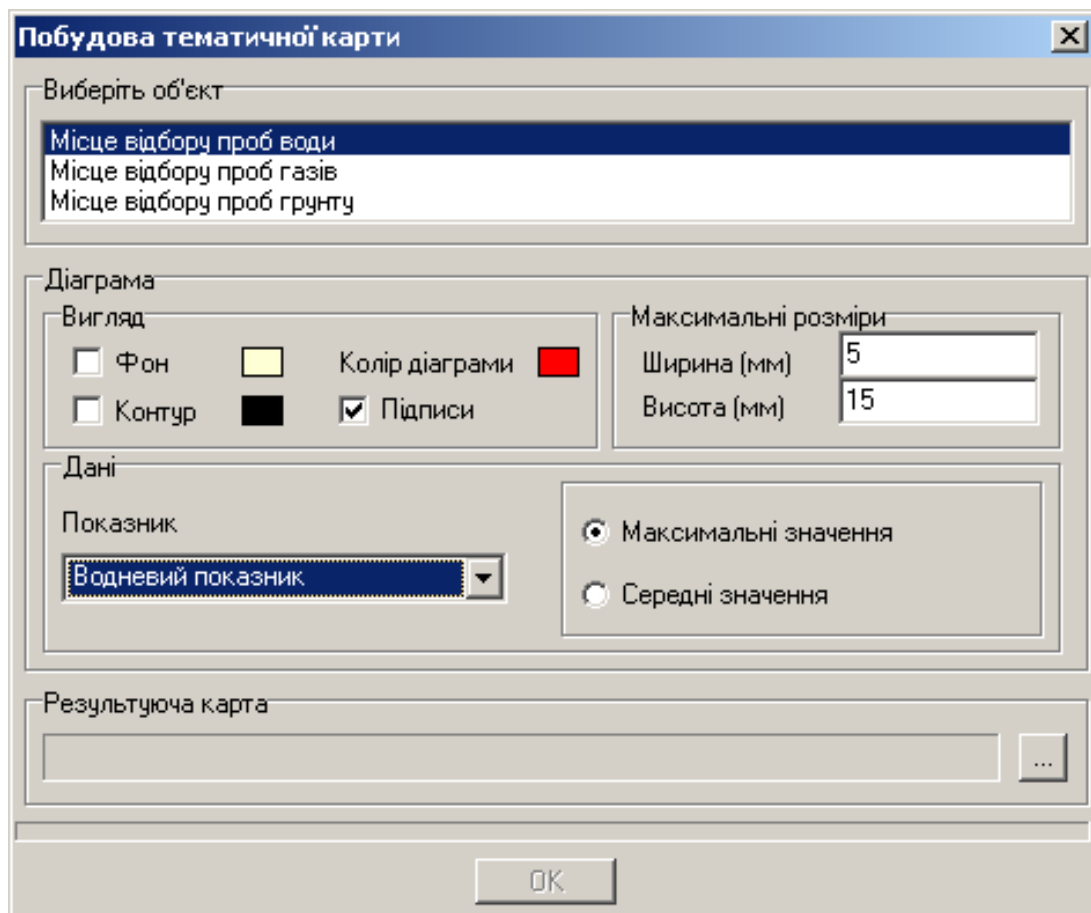 Побудова тематичної карти
Виберіть об'єкт
Місце відбору проб води
Місце відбору проб газів
Місце відбору проб грунту
Діаграма
Вигляд
Фон
Колір діаграми
Контур
Підписи
Максимальні розміри
Ширина (мм)
5
Висота (мм)
15
Дані
Показник
Водневий показник
Максимальні значення
Середні значення
Результуюча карта
...
OK